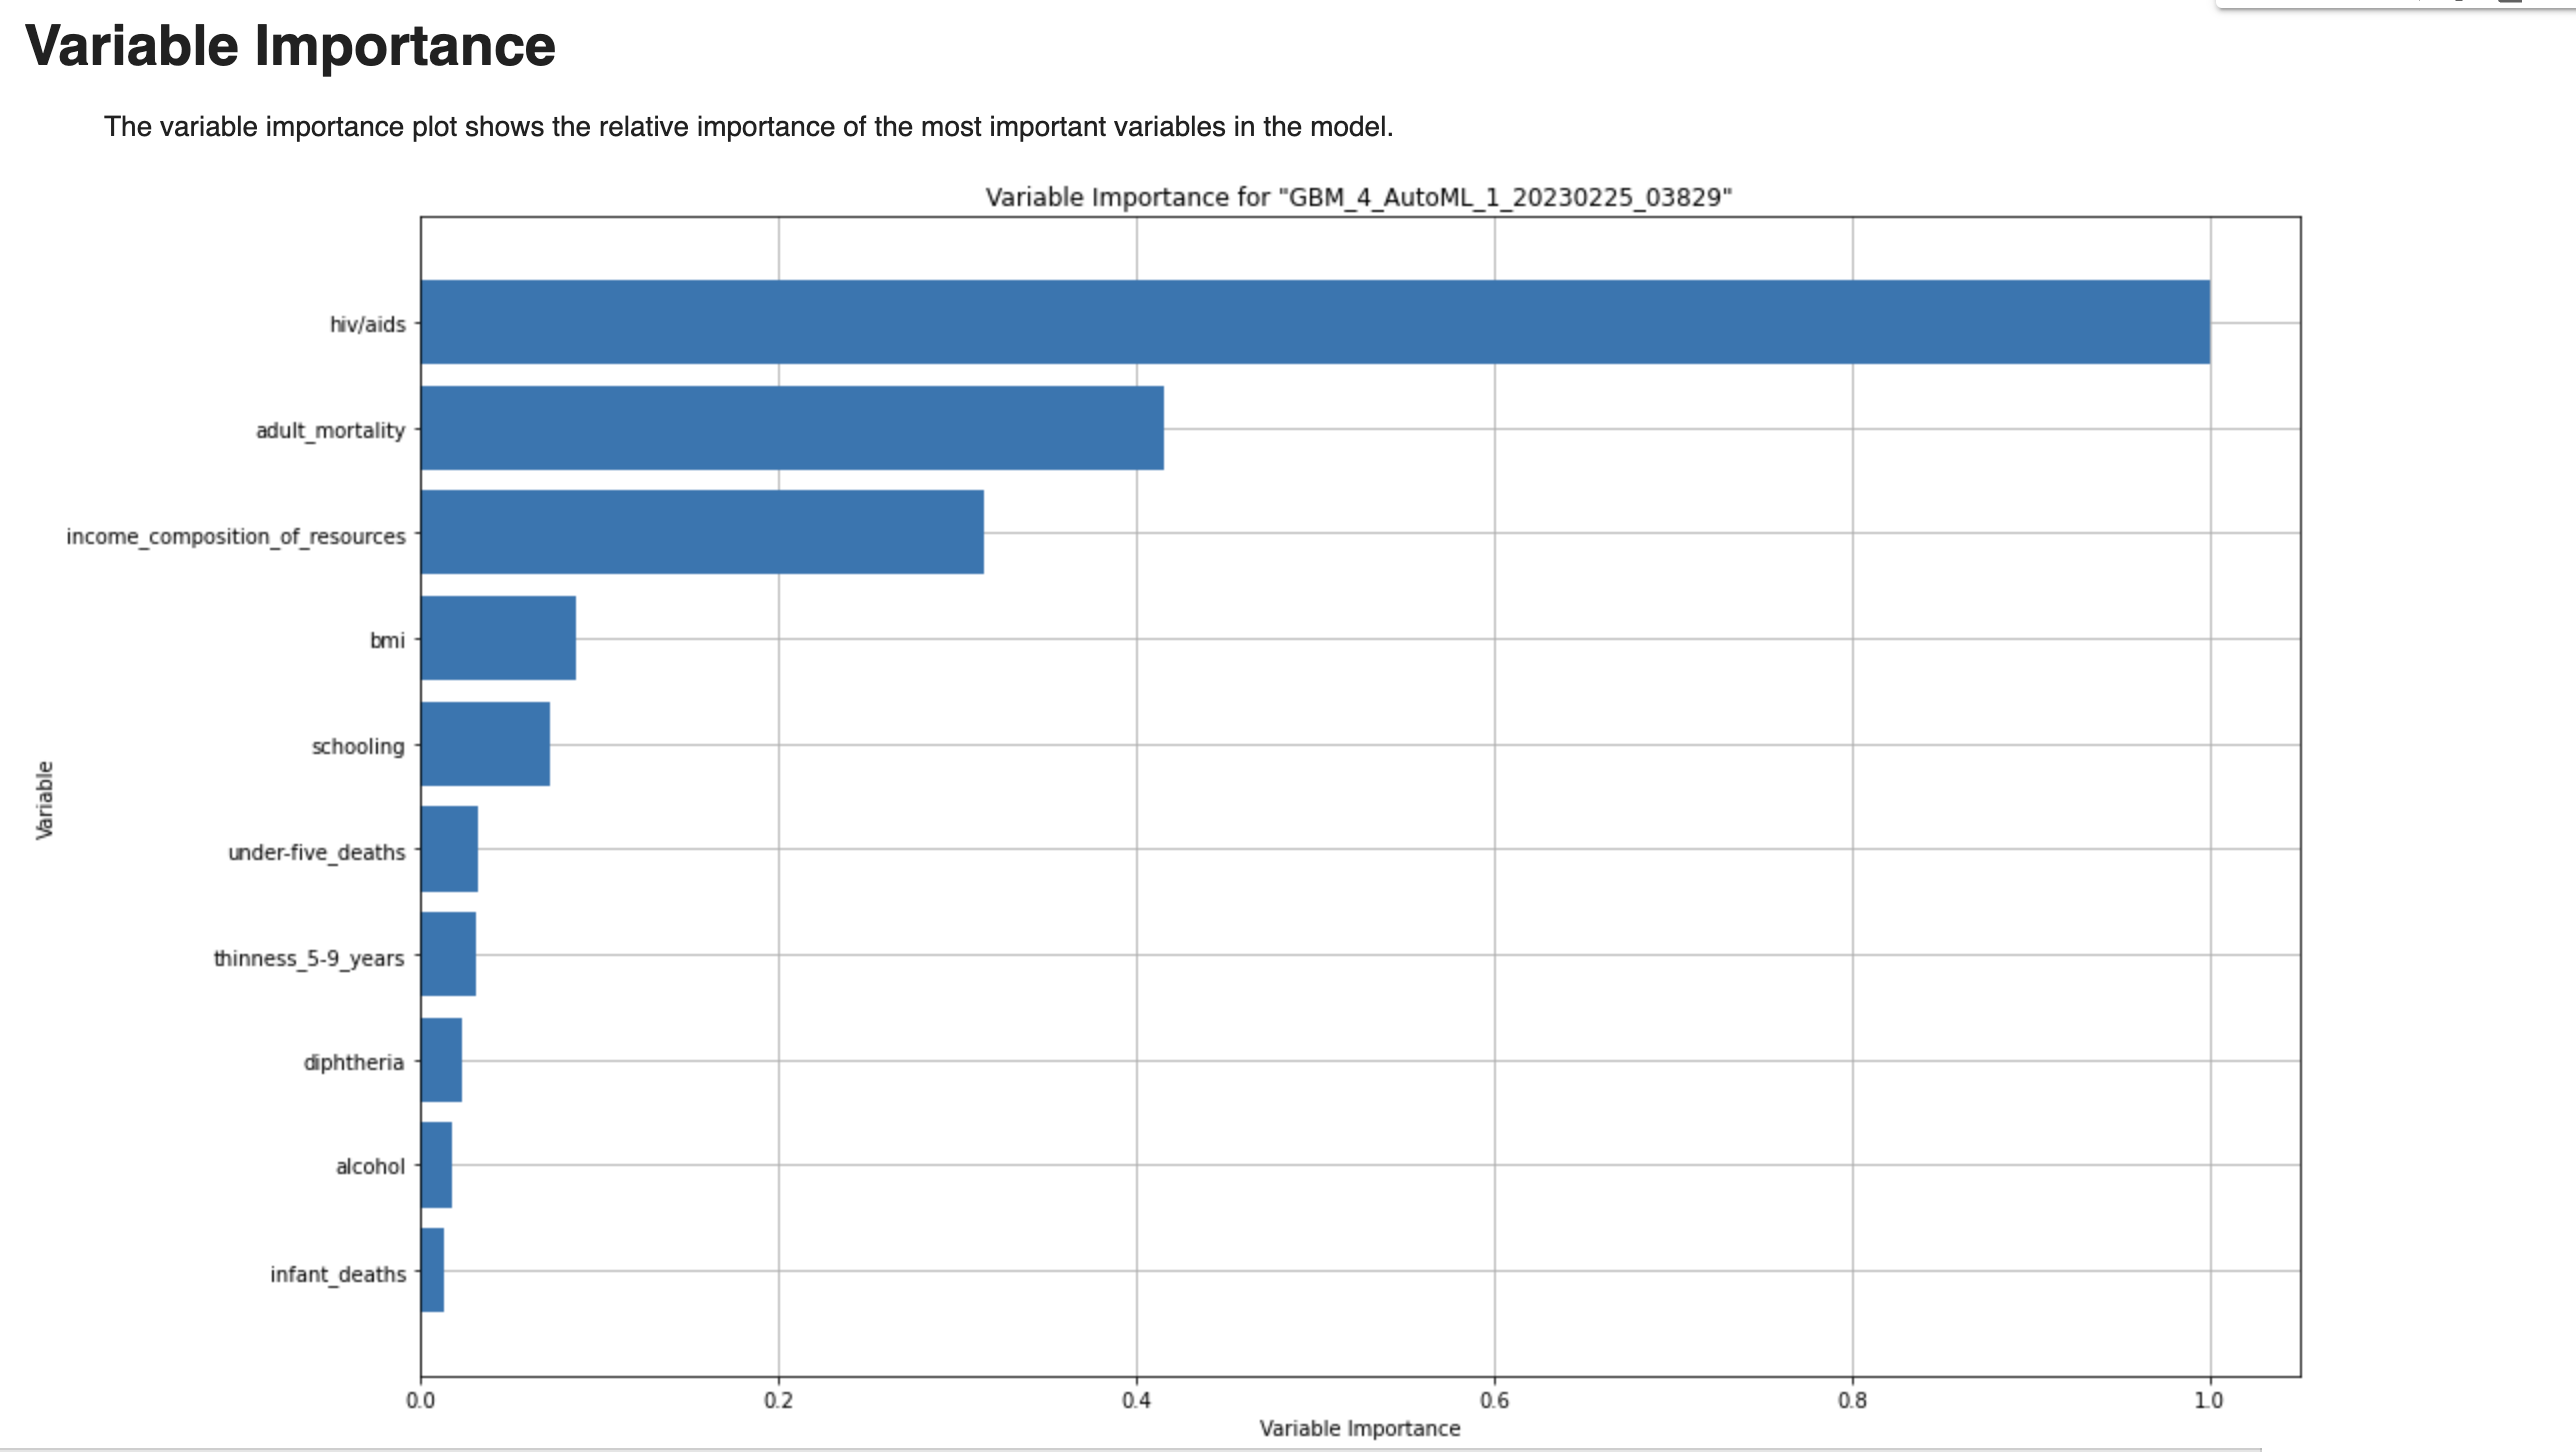 Variable Importance
The variable importance plot shows the relative importance of the most important variables in the model.
Variable Importance for "GBM_4_AutoML_1_20230225_03829"
hiv/aids
adult_mortality
income_composition_of_resources
bmi
schooling
under-five_deaths
thinness_5-9_years
diphtheria
alcohol
infant_deaths
Variable
0.0 0.2 0.4 0.6 0.8 1.0
Variable Importance